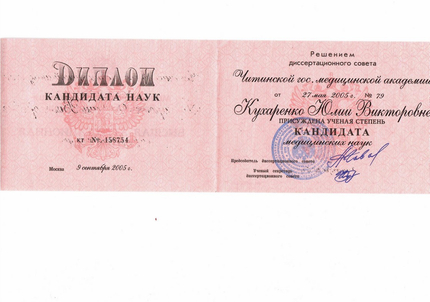 Диплом
КАНДИДАТА НАУК
КТ № 158754
Москва 9 сентября 2005 г.
Решением
диссертационного совета
Читинской гос. медицинской академии
от 27 мая 2005 г. № 79
Кухаренко Юлии Викторовне
ПРИСУЖДЕНА УЧЕНАЯ СТЕПЕНЬ
КАНДИДАТА
медицинских наук
Председатель диссертационного совета
Ученый секретарь
диссертационного совета